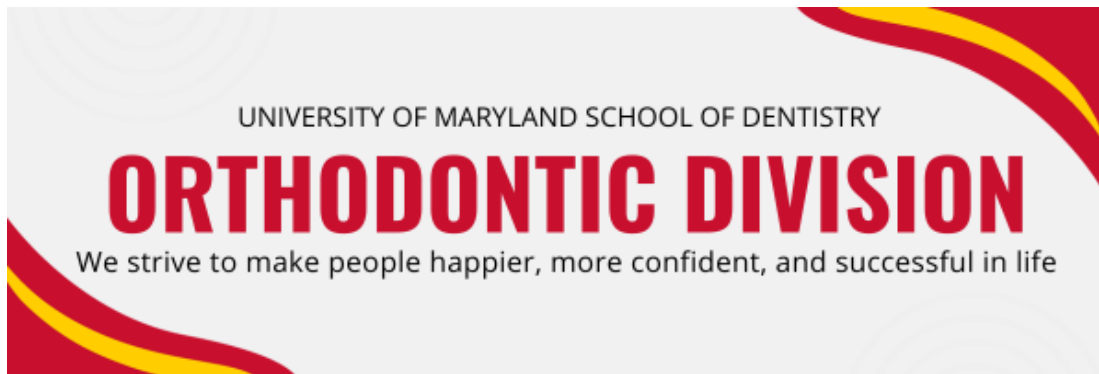 UNIVERSITY OF MARYLAND SCHOOL OF DENTISTRY
ORTHODONTIC DIVISION
We strive to make people happier, more confident, and successful in life